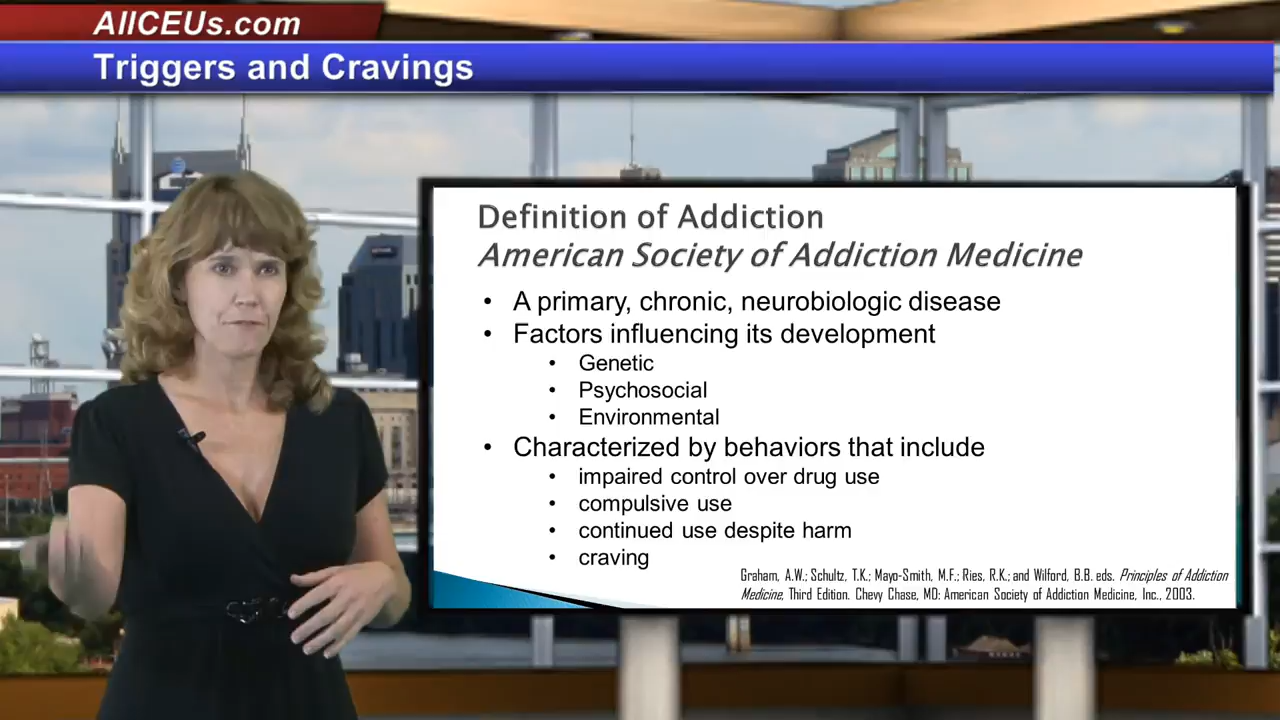 AllCEUs.com
Triggers and Cravings
Definition of Addiction
American Society of Addiction Medicine
• A primary, chronic, neurobiologic disease
• Factors influencing its development
• Genetic
• Psychosocial
• Environmental
• Characterized by behaviors that include
• impaired control over drug use
• compulsive use
• continued use despite harm
• craving
Graham, A.W.; Schultz, T.K.; Mayo-Smith, M.F.; Ries, R.K.; and Wilford, B.B. eds. Principles of Addiction
Medicine, Third Edition. Chevy Chase, MD: American Society of Addiction Medicine, Inc., 2003.